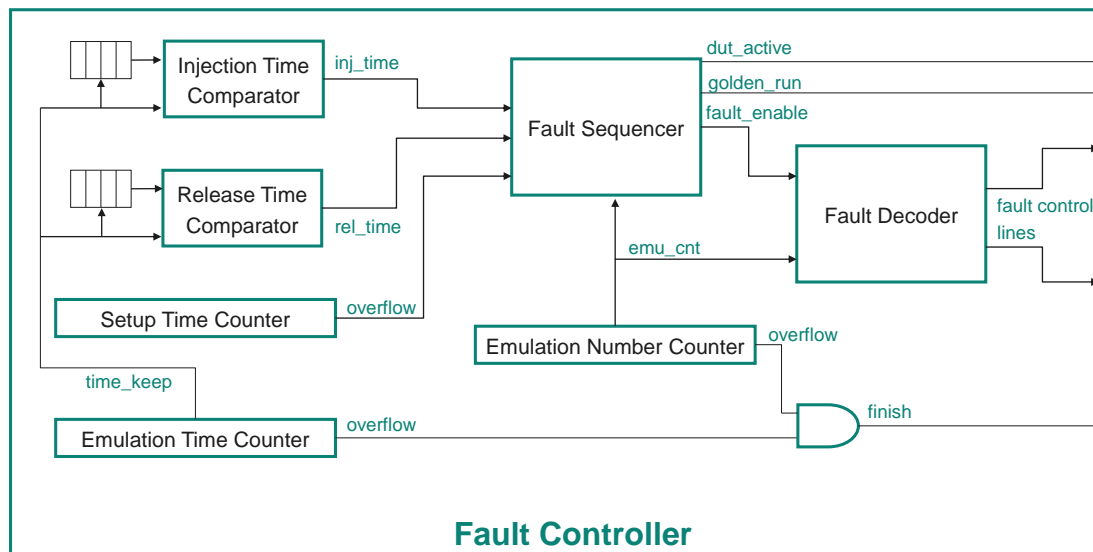 dut_active
Injection Time
Comparator
inj_time
golden_run
fault_enable
Fault Sequencer
Release Time
Comparator
rel_time
Fault Decoder
fault control
lines
emu_cnt
Setup Time Counter
overflow
Emulation Number Counter
overflow
time_keep
Emulation Time Counter
overflow
finish
Fault Controller